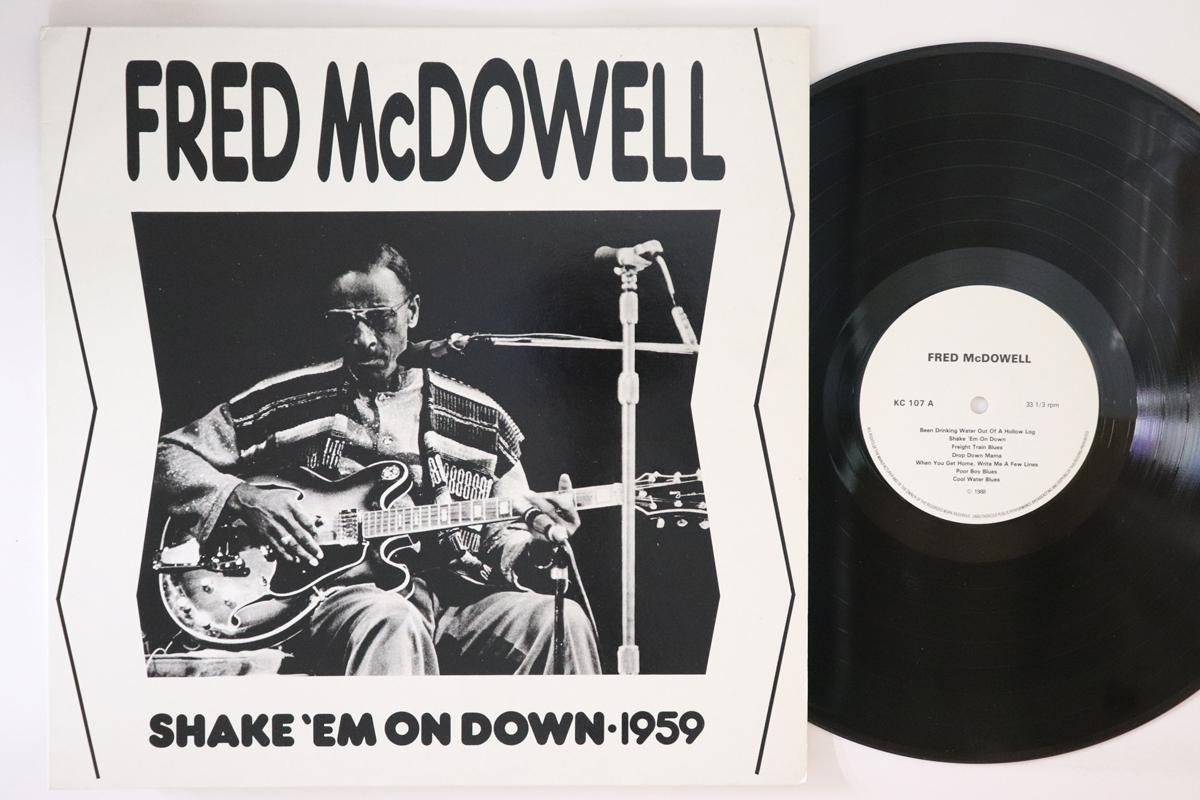 FRED McDOWELL
SHAKE 'EM ON DOWN·1959
FRED McDOWELL
KC 107 A
33 1/3 rpm
Been Drinking Water Out Of A Hollow Log
Shake 'Em On Down
Freight Train Blues
Drop Down Mama
When You Get Home, Write Me A Few Lines
Poor Boy Blues
Cool Water Blues
© 1988